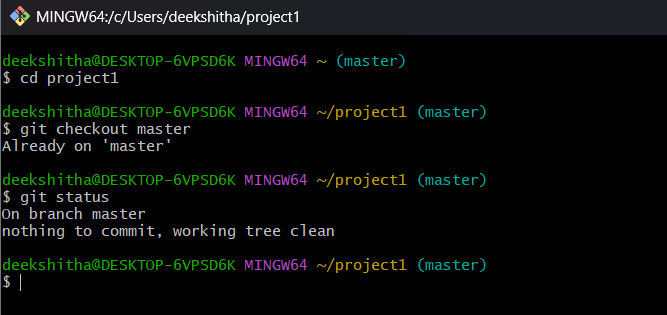 MINGW64:/c/Users/deekshitha/project1
deekshitha@DESKTOP-6VPSD6K MINGW64 ~ (master)
$ cd project1
deekshitha@DESKTOP-6VPSD6K MINGW64 ~/project1 (master)
$ git checkout master
Already on 'master'
deekshitha@DESKTOP-6VPSD6K MINGW64 ~/project1 (master)
$ git status
On branch master
nothing to commit, working tree clean
deekshitha@DESKTOP-6VPSD6K MINGW64 ~/project1 (master)
$